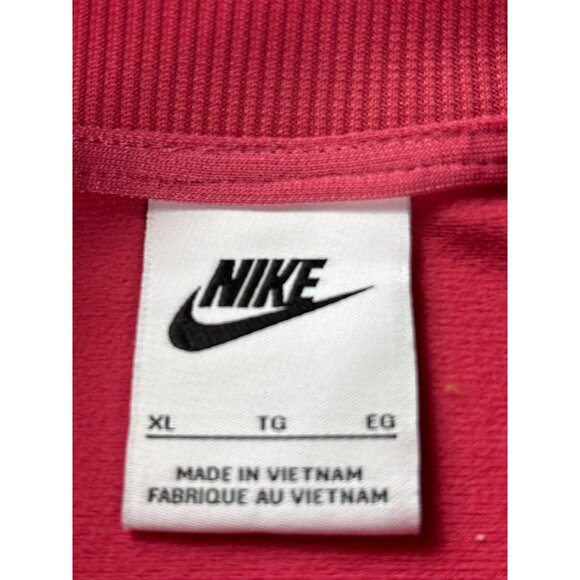 NIKE
XL TG EG
MADE IN VIETNAM
FABRIQUE AU VIETNAM